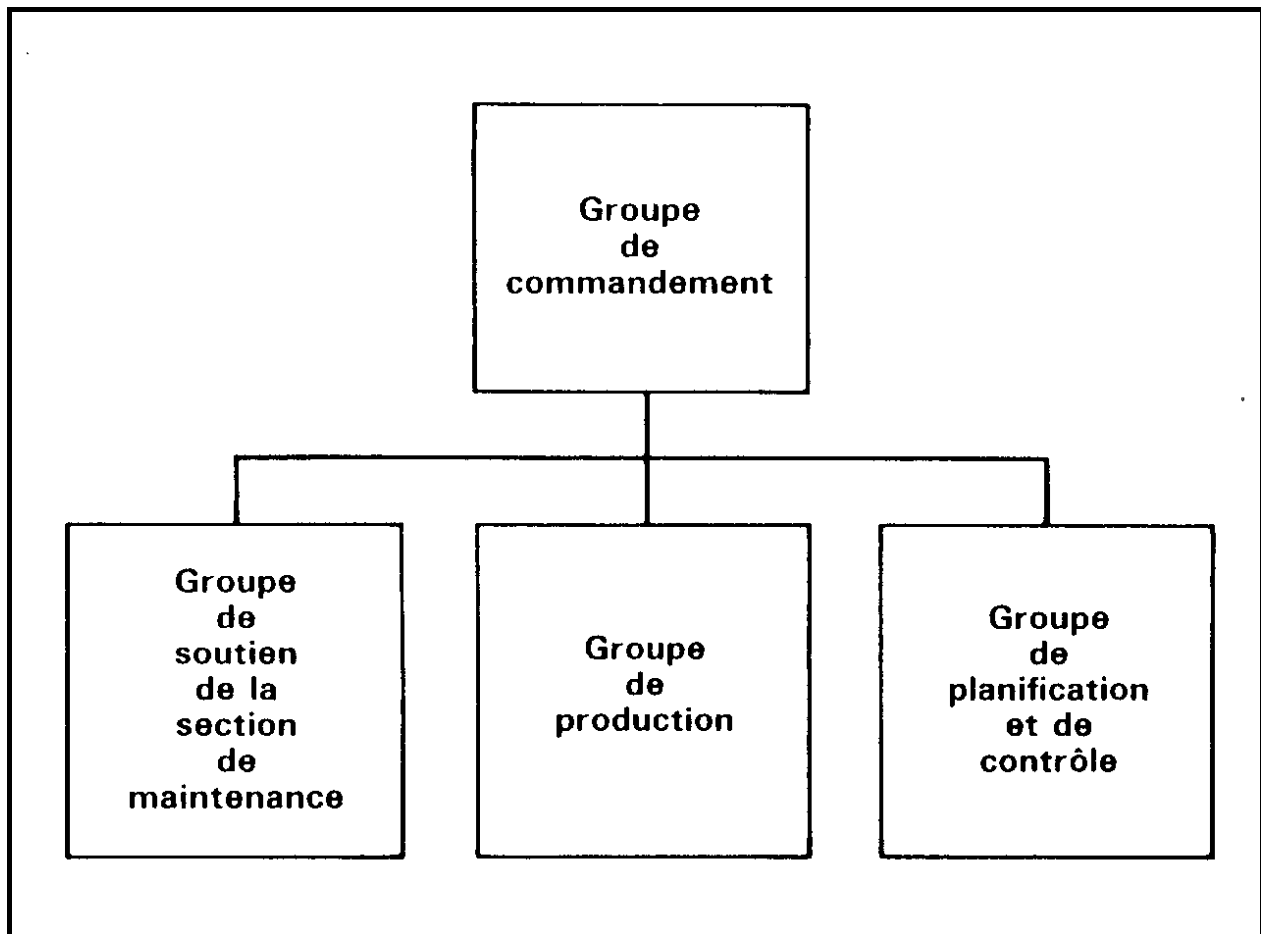 Groupe
de
commandement
Groupe
de
soutien
de la
section
de
maintenance
Groupe
de
production
Groupe
de
planification
et de
contrôle